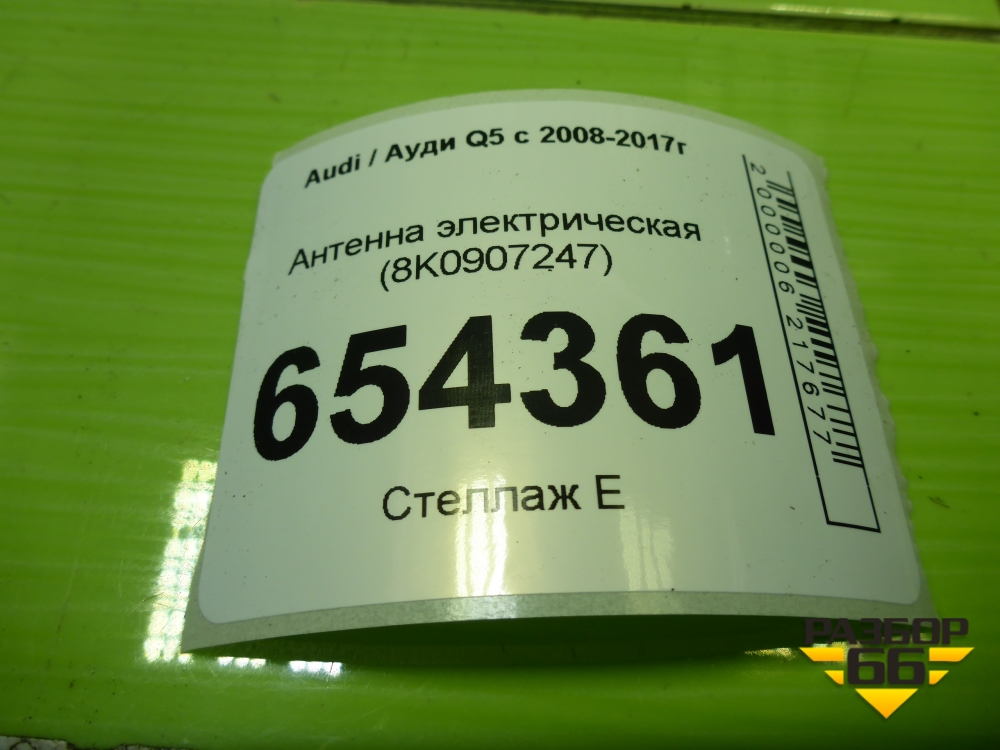 Audi / Ауди Q5 с 2008-2017г
Антенна электрическая
(8K0907247)
654361
Стеллаж Е
2000006217677
РАЗБОР
66